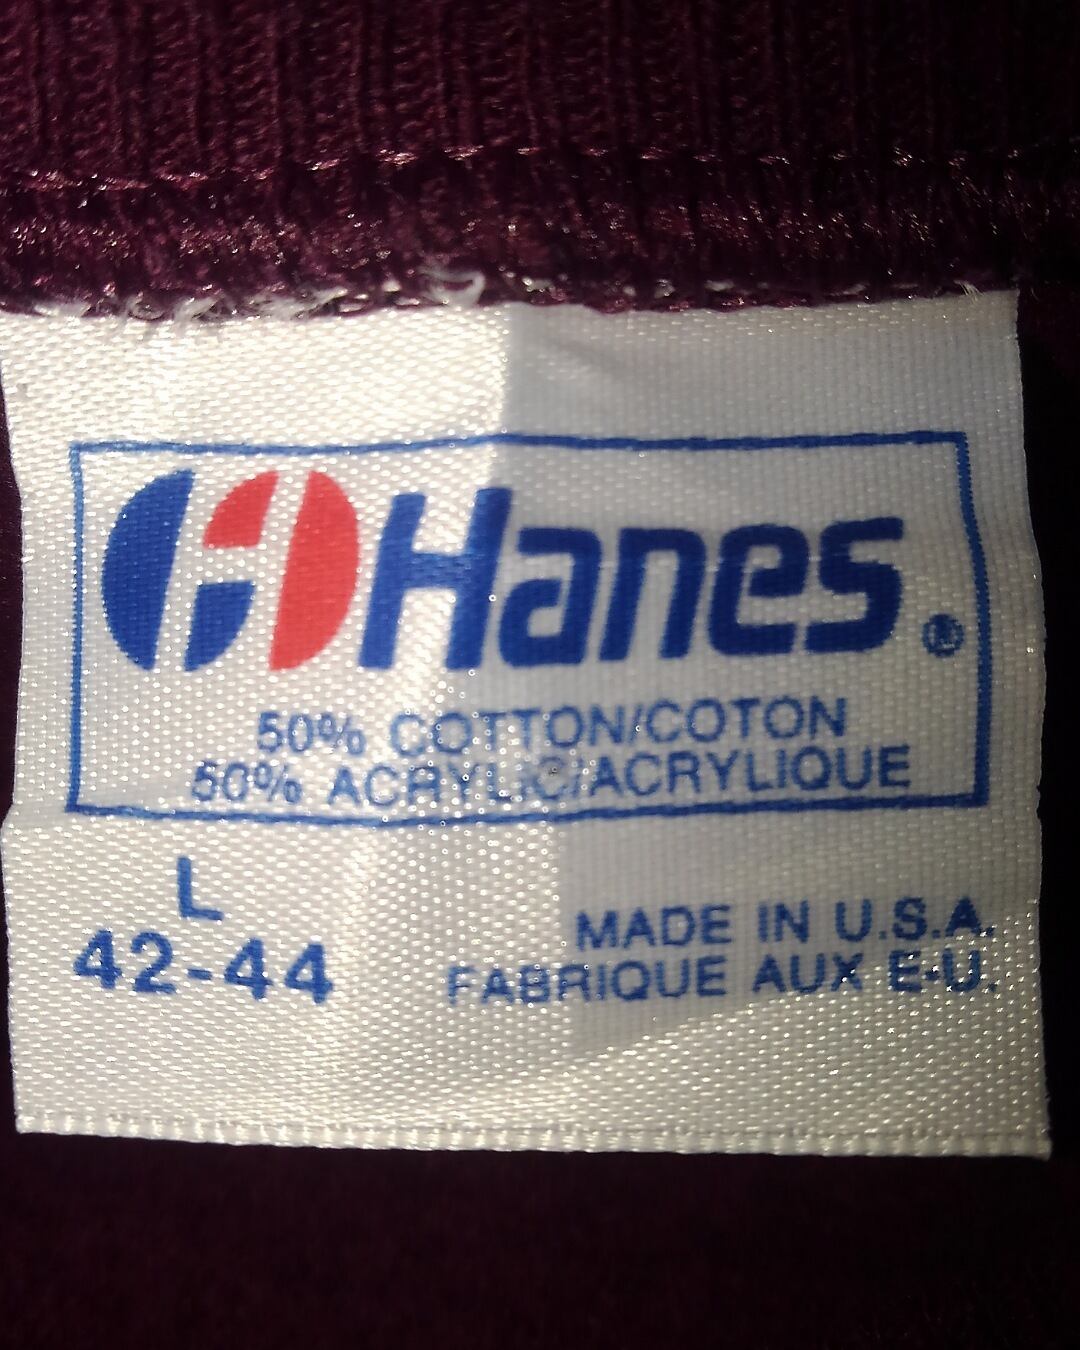 Hanes®
50% COTTON/COTON
50% ACRYLIC/ACRYLIQUE
L
42-44
MADE IN U.S.A.
FABRIQUE AUX E.-U.